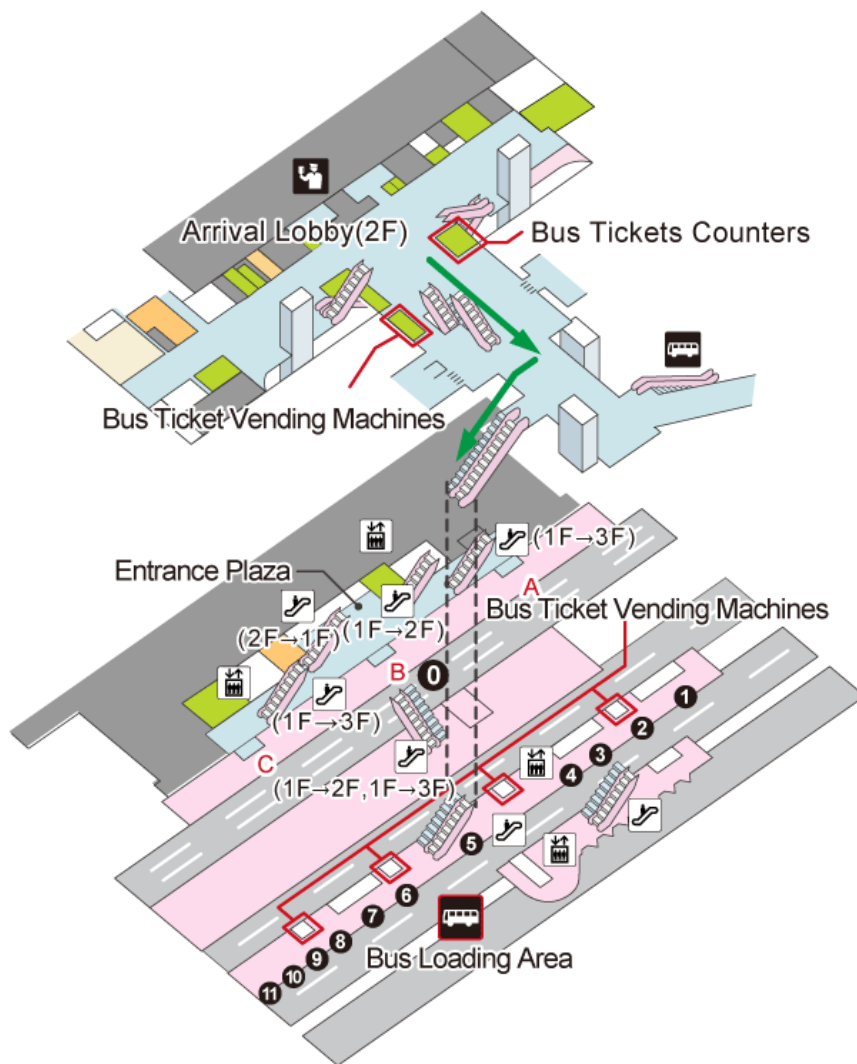 Arrival Lobby(2F)
Bus Tickets Counters
Bus Ticket Vending Machines
(1F→3F)
Entrance Plaza
A
Bus Ticket Vending Machines
(2F→1F)
(1F→2F)
B
0
1
2
(1F→3F)
3
C
4
(1F→2F,1F→3F)
5
6
7
8
Bus Loading Area
9
10
11